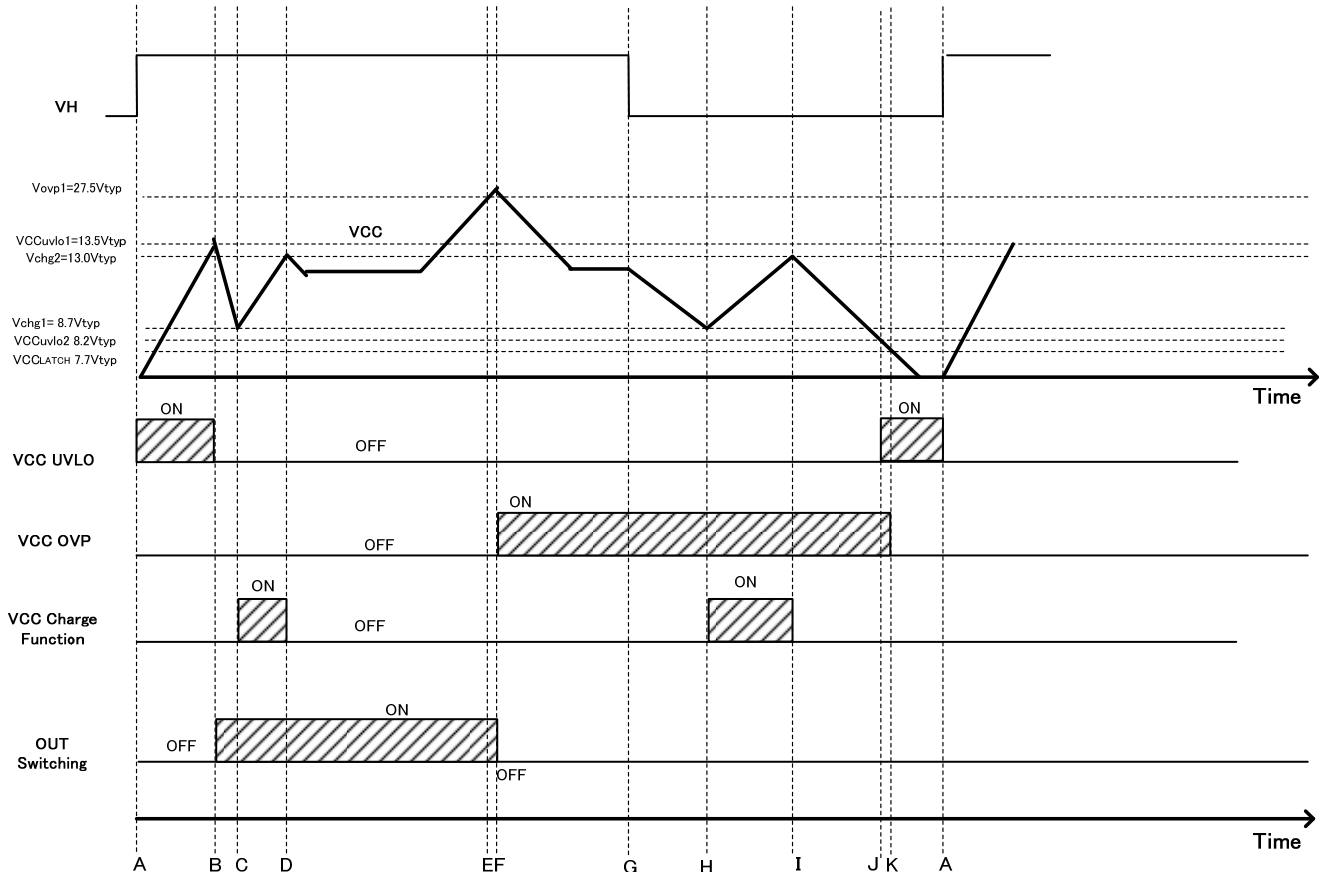 VH
Vovp1=27.5Vtyp
VCCuvlo1=13.5Vtyp
VCC
Vchg2=13.0Vtyp
Vchg1= 8.7Vtyp
VCCuvlo2 8.2Vtyp
VCCLATCH 7.7Vtyp
Time
ON
ON
OFF
VCC UVLO
ON
VCC OVP
OFF
ON
ON
VCC Charge
Function
OFF
ON
OUT
Switching
OFF
OFF
Time
A B C D E F G H I J K A